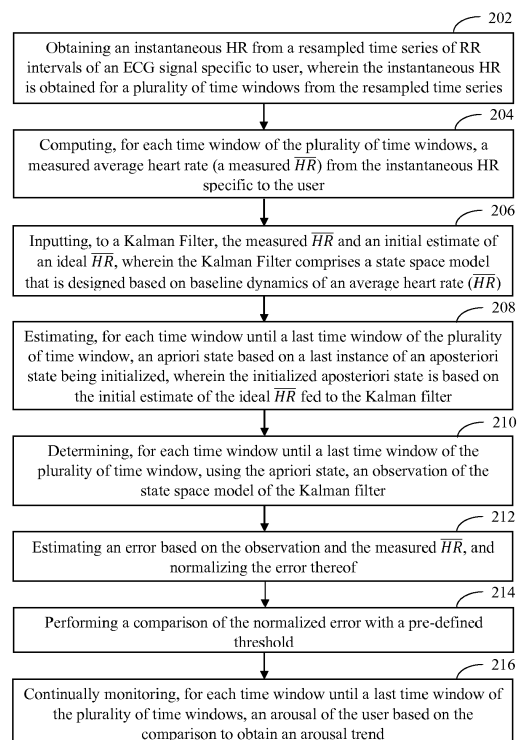 202
Obtaining an instantaneous HR from a resampled time series of RR
intervals of an ECG signal specific to user, wherein the instantaneous HR
is obtained for a plurality of time windows from the resampled time series
204
Computing, for each time window of the plurality of time windows, a
measured average heart rate (a measured H̅R̅) from the instantaneous HR
specific to the user
206
Inputting, to a Kalman Filter, the measured H̅R̅ and an initial estimate of
an ideal H̅R̅, wherein the Kalman Filter comprises a state space model
that is designed based on baseline dynamics of an average heart rate (H̅R̅)
208
Estimating, for each time window until a last time window of the plurality
of time window, an apriori state based on a last instance of an aposteriori
state being initialized, wherein the initialized aposteriori state is based on
the initial estimate of the ideal H̅R̅ fed to the Kalman filter
210
Determining, for each time window until a last time window of the
plurality of time window, using the apriori state, an observation of the
state space model of the Kalman filter
212
Estimating an error based on the observation and the measured H̅R̅, and
normalizing the error thereof
214
Performing a comparison of the normalized error with a pre-defined
threshold
216
Continually monitoring, for each time window until a last time window of
the plurality of time windows, an arousal of the user based on the
comparison to obtain an arousal trend